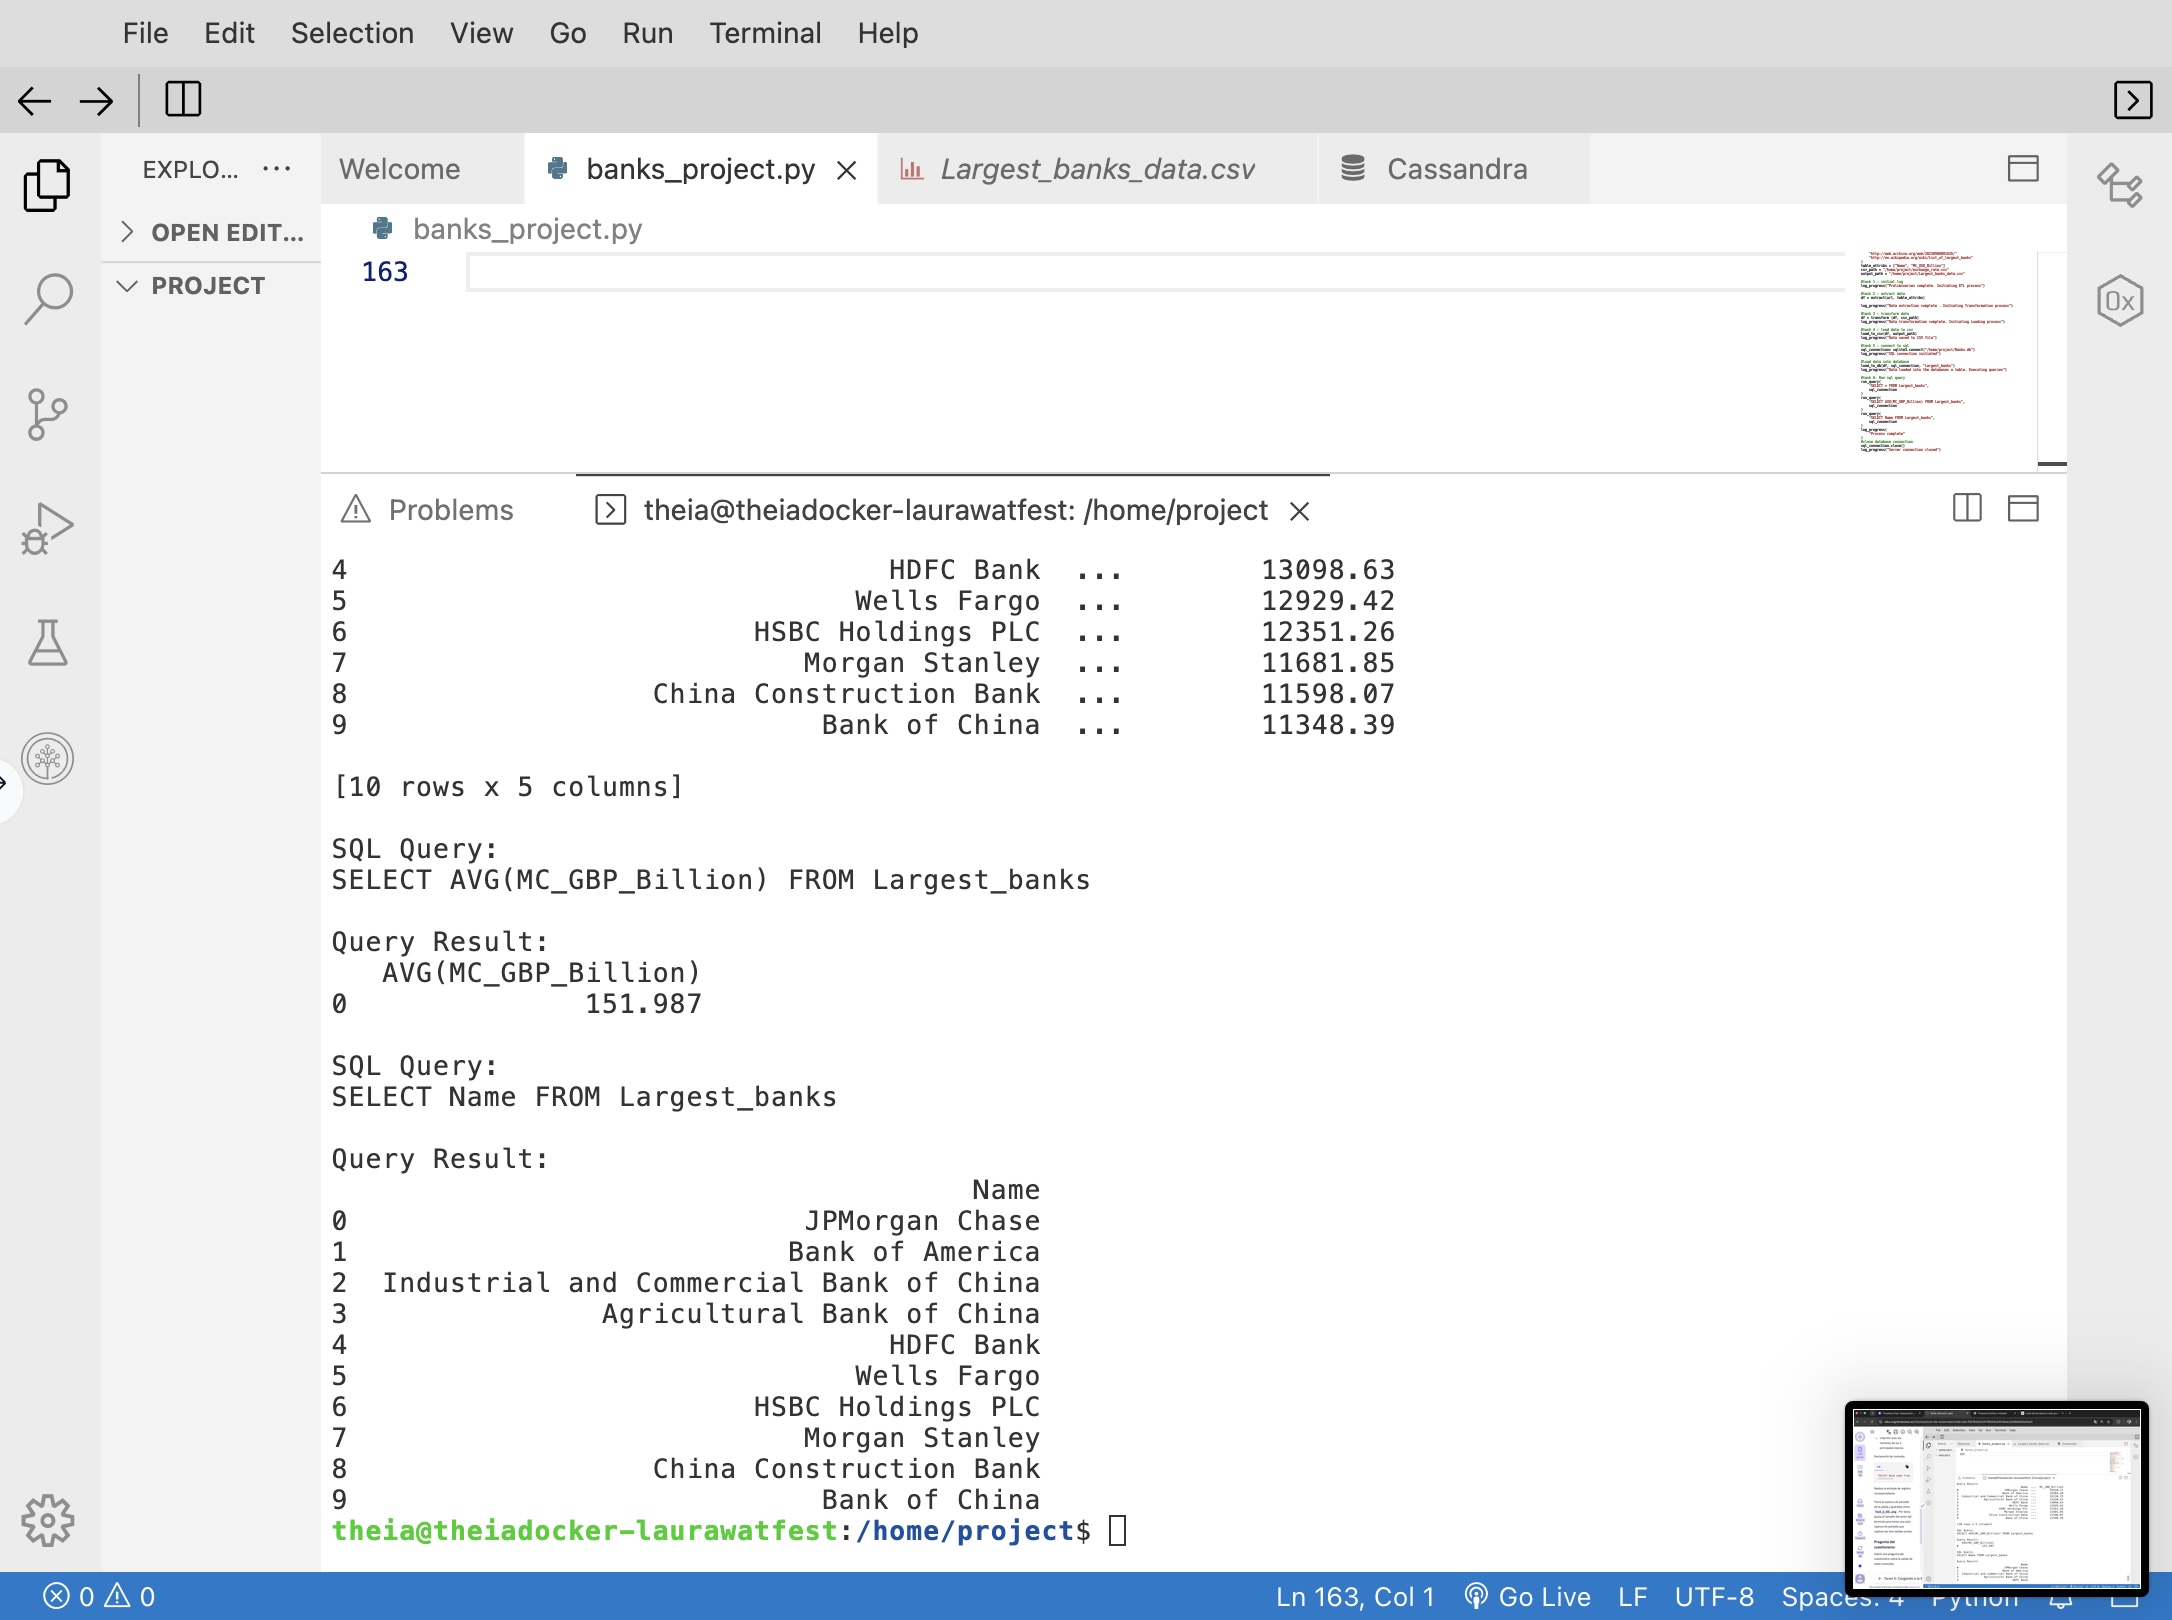 File Edit Selection View Go Run Terminal Help
EXPLO... ···
Welcome banks_project.py Largest_banks_data.csv Cassandra
OPEN EDIT...
PROJECT
banks_project.py
163
Problems theia@theiadocker-laurawatfest: /home/project
4 HDFC Bank ... 13098.63
5 Wells Fargo ... 12929.42
6 HSBC Holdings PLC ... 12351.26
7 Morgan Stanley ... 11681.85
8 China Construction Bank ... 11598.07
9 Bank of China ... 11348.39
[10 rows x 5 columns]
SQL Query:
SELECT AVG(MC_GBP_Billion) FROM Largest_banks
Query Result:
AVG(MC_GBP_Billion)
0 151.987
SQL Query:
SELECT Name FROM Largest_banks
Query Result:
Name
0 JPMorgan Chase
1 Bank of America
2 Industrial and Commercial Bank of China
3 Agricultural Bank of China
4 HDFC Bank
5 Wells Fargo
6 HSBC Holdings PLC
7 Morgan Stanley
8 China Construction Bank
9 Bank of China
theia@theiadocker-laurawatfest:/home/project$
0 0 Ln 163, Col 1 Go Live LF UTF-8 Spaces: 4 Python